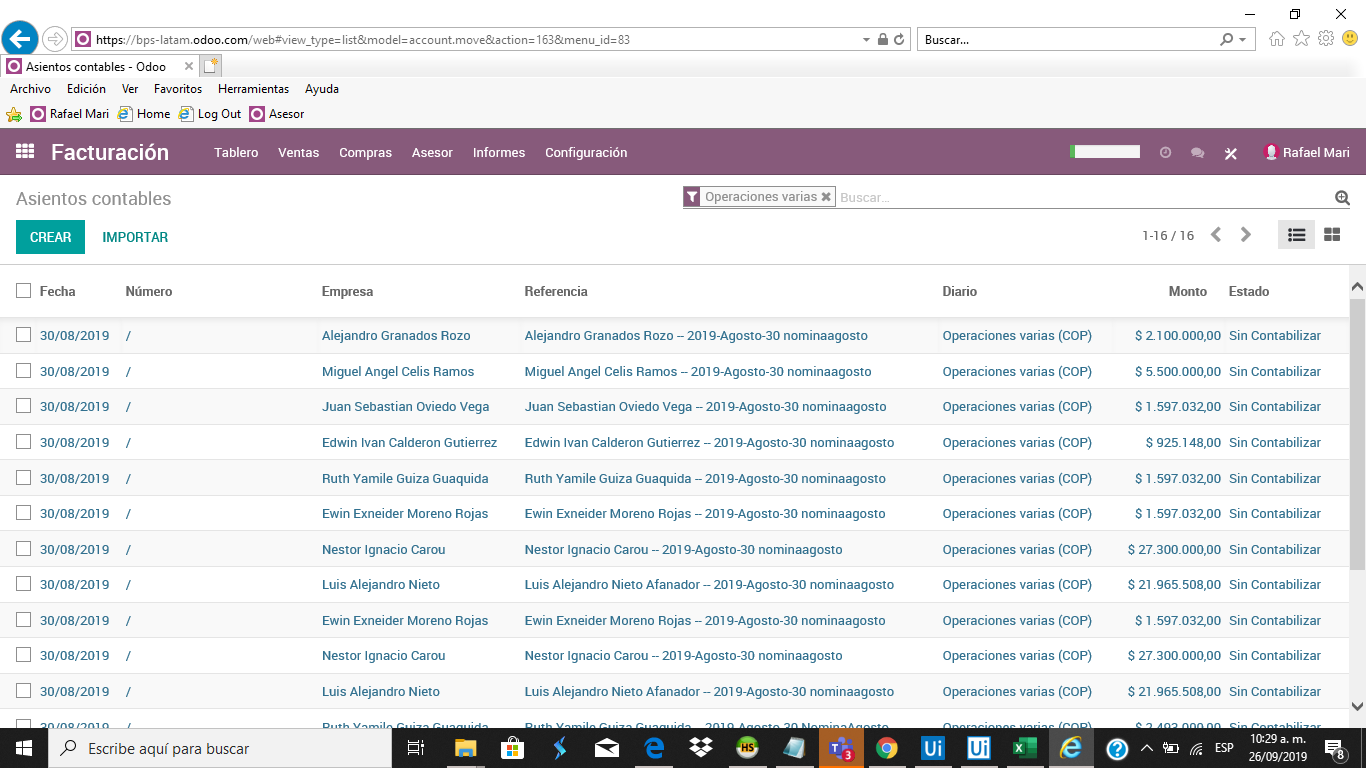 https://bps-latam.odoo.com/web#view_type=list&model=account.move&action=163&menu_id=83
Buscar...
Asientos contables - Odoo
Archivo Edición Ver Favoritos Herramientas Ayuda
Rafael Mari Home Log Out Asesor
Facturación Tablero Ventas Compras Asesor Informes Configuración Rafael Mari
Asientos contables Operaciones varias Buscar...
CREAR IMPORTAR 1-16 / 16
Fecha Número Empresa Referencia Diario Monto Estado
30/08/2019 / Alejandro Granados Rozo Alejandro Granados Rozo -- 2019-Agosto-30 nominaagosto Operaciones varias (COP) $ 2.100.000,00 Sin Contabilizar
30/08/2019 / Miguel Angel Celis Ramos Miguel Angel Celis Ramos -- 2019-Agosto-30 nominaagosto Operaciones varias (COP) $ 5.500.000,00 Sin Contabilizar
30/08/2019 / Juan Sebastian Oviedo Vega Juan Sebastian Oviedo Vega -- 2019-Agosto-30 nominaagosto Operaciones varias (COP) $ 1.597.032,00 Sin Contabilizar
30/08/2019 / Edwin Ivan Calderon Gutierrez Edwin Ivan Calderon Gutierrez -- 2019-Agosto-30 nominaagosto Operaciones varias (COP) $ 925.148,00 Sin Contabilizar
30/08/2019 / Ruth Yamile Guiza Guaquida Ruth Yamile Guiza Guaquida -- 2019-Agosto-30 nominaagosto Operaciones varias (COP) $ 1.597.032,00 Sin Contabilizar
30/08/2019 / Ewin Exneider Moreno Rojas Ewin Exneider Moreno Rojas -- 2019-Agosto-30 nominaagosto Operaciones varias (COP) $ 1.597.032,00 Sin Contabilizar
30/08/2019 / Nestor Ignacio Carou Nestor Ignacio Carou -- 2019-Agosto-30 nominaagosto Operaciones varias (COP) $ 27.300.000,00 Sin Contabilizar
30/08/2019 / Luis Alejandro Nieto Luis Alejandro Nieto Afanador -- 2019-Agosto-30 nominaagosto Operaciones varias (COP) $ 21.965.508,00 Sin Contabilizar
30/08/2019 / Ewin Exneider Moreno Rojas Ewin Exneider Moreno Rojas -- 2019-Agosto-30 nominaagosto Operaciones varias (COP) $ 1.597.032,00 Sin Contabilizar
30/08/2019 / Nestor Ignacio Carou Nestor Ignacio Carou -- 2019-Agosto-30 nominaagosto Operaciones varias (COP) $ 27.300.000,00 Sin Contabilizar
30/08/2019 / Luis Alejandro Nieto Luis Alejandro Nieto Afanador -- 2019-Agosto-30 nominaagosto Operaciones varias (COP) $ 21.965.508,00 Sin Contabilizar
30/08/2019 / Ruth Yamile Guiza Guaquida Ruth Yamile Guiza Guaquida -- 2019-Agosto-30 Operaciones varias (COP) Sin Contabilizar
Escribe aquí para buscar HS 3 Ui Ui ESP 10:29 a. m.
26/09/2019 8